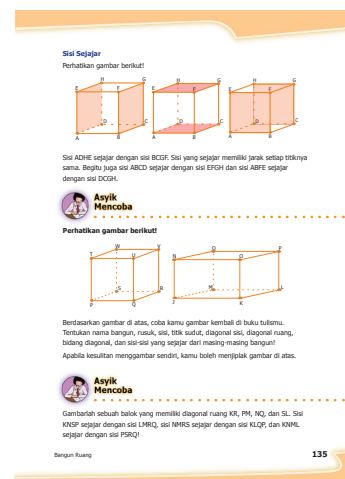 Sisi Sejajar
Perhatikan gambar berikut!
H G
E F
D C
A B
H G
E F
D C
A B
H G
E F
D C
A B
Sisi ADHE sejajar dengan sisi BCGF. Sisi yang sejajar memiliki jarak setiap titiknya
sama. Begitu juga sisi ABCD sejajar dengan sisi EFGH dan sisi ABFE sejajar
dengan sisi DCGH.
Asyik
Mencoba
Perhatikan gambar berikut!
W V
T U
S R
P Q
O P
N Q
M L
J K
Berdasarkan gambar di atas, coba kamu gambar kembali di buku tulismu.
Tentukan nama bangun, rusuk, sisi, titik sudut, diagonal sisi, diagonal ruang,
bidang diagonal, dan sisi-sisi yang sejajar dari masing-masing bangun!
Apabila kesulitan menggambar sendiri, kamu boleh menjiplak gambar di atas.
Asyik
Mencoba
Gambarlah sebuah balok yang memiliki diagonal ruang KR, PM, NQ, dan SL. Sisi
KNSP sejajar dengan sisi LMRQ, sisi NMRS sejajar dengan sisi KLQP, dan KNML
sejajar dengan sisi PSRQ!
Bangun Ruang 135